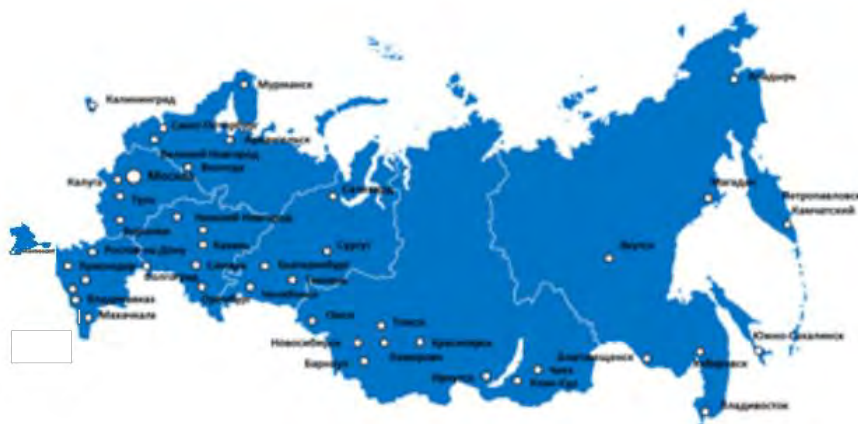 Анадырь
Мурманск
Калининград
Санкт-Петербург
Архангельск
Великий Новгород
Вологда
Москва
Калуга
Салехард
Магадан
Тула
Петропавловск
Камчатский
Нижний Новгород
Воронеж
Казань
Сургут
Якутск
Ростов-на-Дону
Самара
Екатеринбург
Краснодар
Волгоград
Тюмень
Оренбург
Челябинск
Владикавказ
Махачкала
Омск
Томск
Южно-Сахалинск
Новосибирск
Красноярск
Кемерово
Благовещенск
Хабаровск
Барнаул
Чита
Иркутск
Улан-Удэ
Владивосток